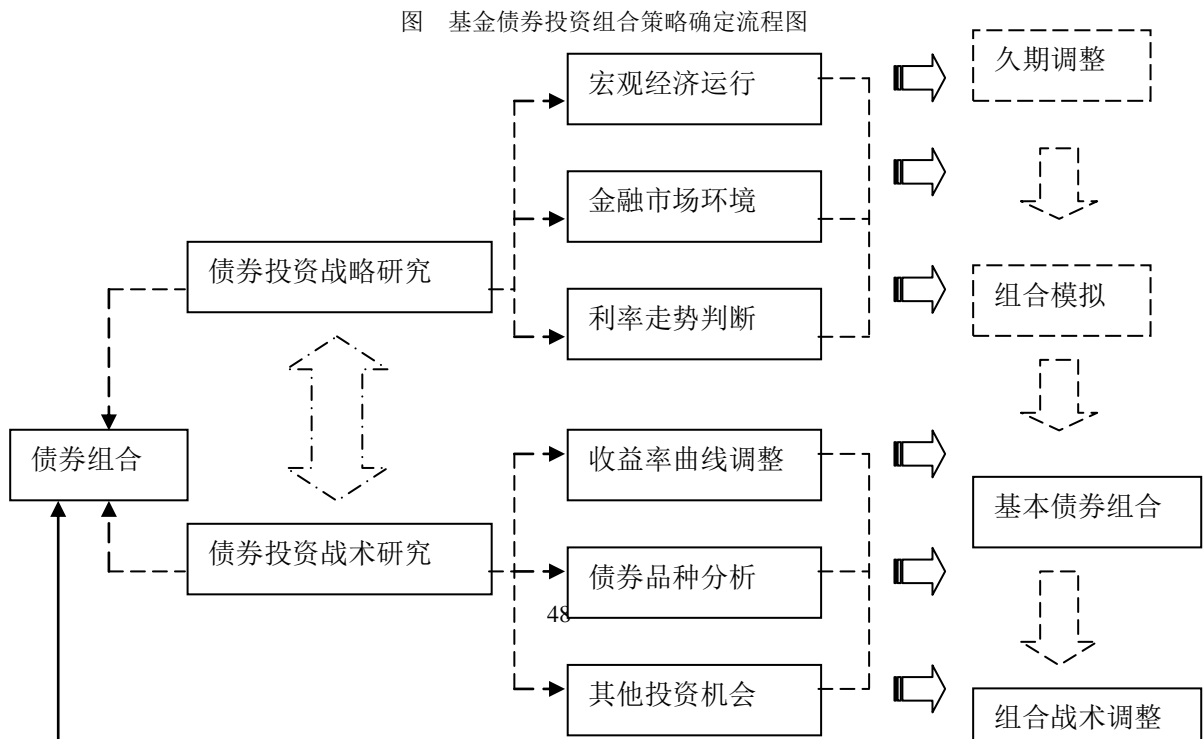 图 基金债券投资组合策略确定流程图
宏观经济运行
久期调整
金融市场环境
债券投资战略研究
利率走势判断
组合模拟
债券组合
收益率曲线调整
基本债券组合
债券投资战术研究
债券品种分析
48
其他投资机会
组合战术调整